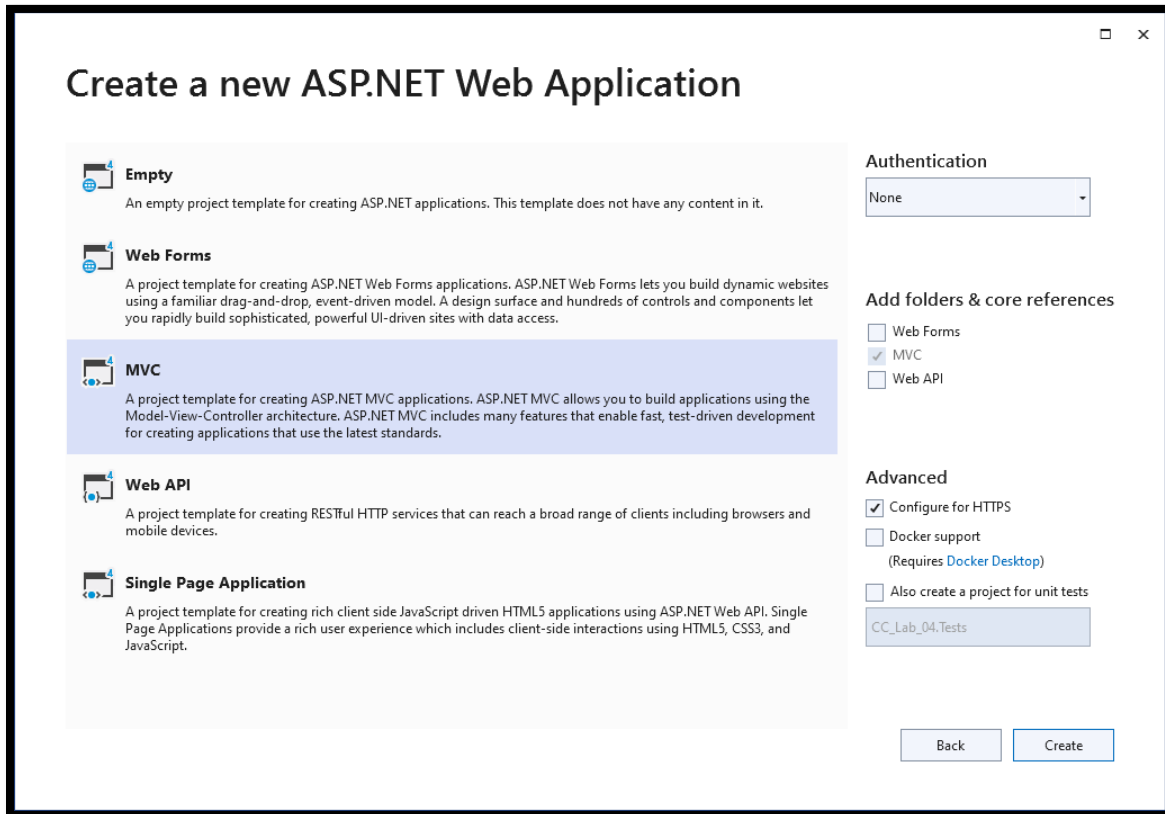 Create a new ASP.NET Web Application
Empty
An empty project template for creating ASP.NET applications. This template does not have any content in it.
Web Forms
A project template for creating ASP.NET Web Forms applications. ASP.NET Web Forms lets you build dynamic websites
using a familiar drag-and-drop, event-driven model. A design surface and hundreds of controls and components let
you rapidly build sophisticated, powerful UI-driven sites with data access.
MVC
A project template for creating ASP.NET MVC applications. ASP.NET MVC allows you to build applications using the
Model-View-Controller architecture. ASP.NET MVC includes many features that enable fast, test-driven development
for creating applications that use the latest standards.
Web API
A project template for creating RESTful HTTP services that can reach a broad range of clients including browsers and
mobile devices.
Single Page Application
A project template for creating rich client side JavaScript driven HTML5 applications using ASP.NET Web API. Single
Page Applications provide a rich user experience which includes client-side interactions using HTML5, CSS3, and
JavaScript.
Authentication
None
Add folders & core references
Web Forms
MVC
Web API
Advanced
Configure for HTTPS
Docker support
(Requires Docker Desktop)
Also create a project for unit tests
CC_Lab_04.Tests
Back
Create